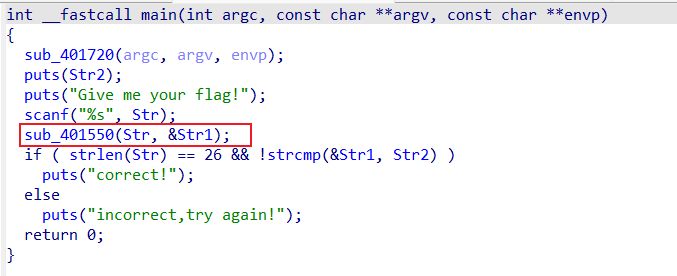 int __fastcall main(int argc, const char **argv, const char **envp)
{
  sub_401720(argc, argv, envp);
  puts(Str2);
  puts("Give me your flag!");
  scanf("%s", Str);
  sub_401550(Str, &Str1);
  if ( strlen(Str) == 26 && !strcmp(&Str1, Str2) )
    puts("correct!");
  else
    puts("incorrect,try again!");
  return 0;
}